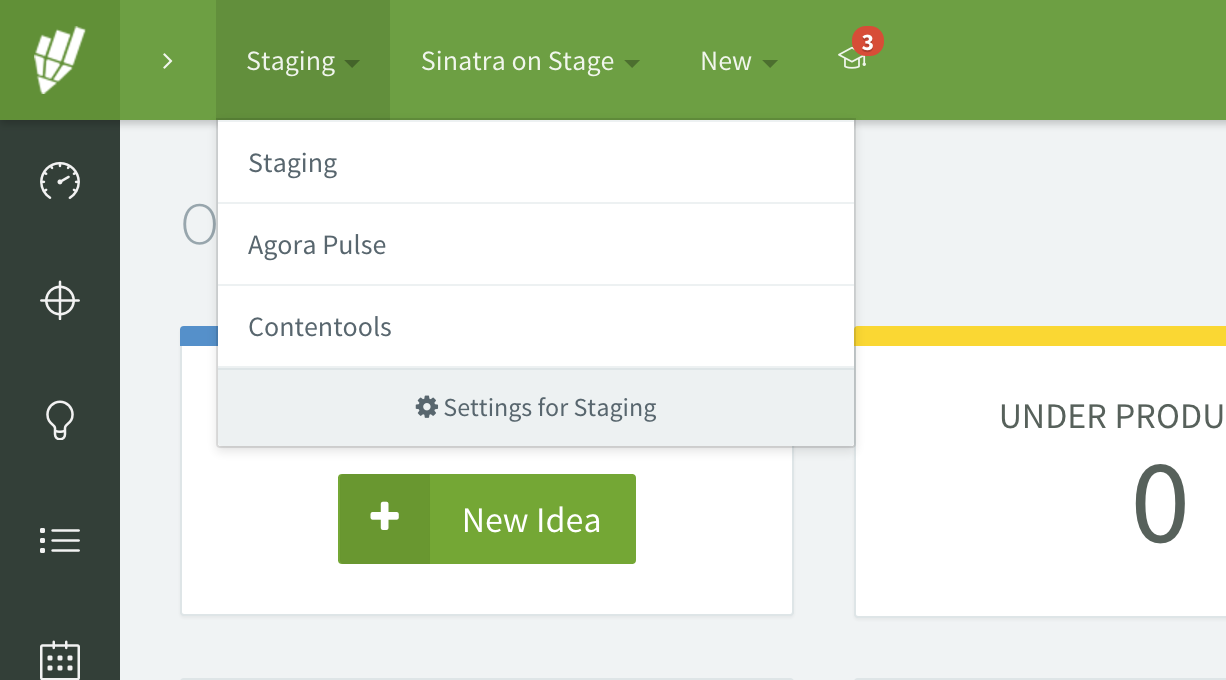 Staging Sinatra on Stage New 3
Staging
Agora Pulse
Contentools
Settings for Staging
UNDER PRODU
0
New Idea